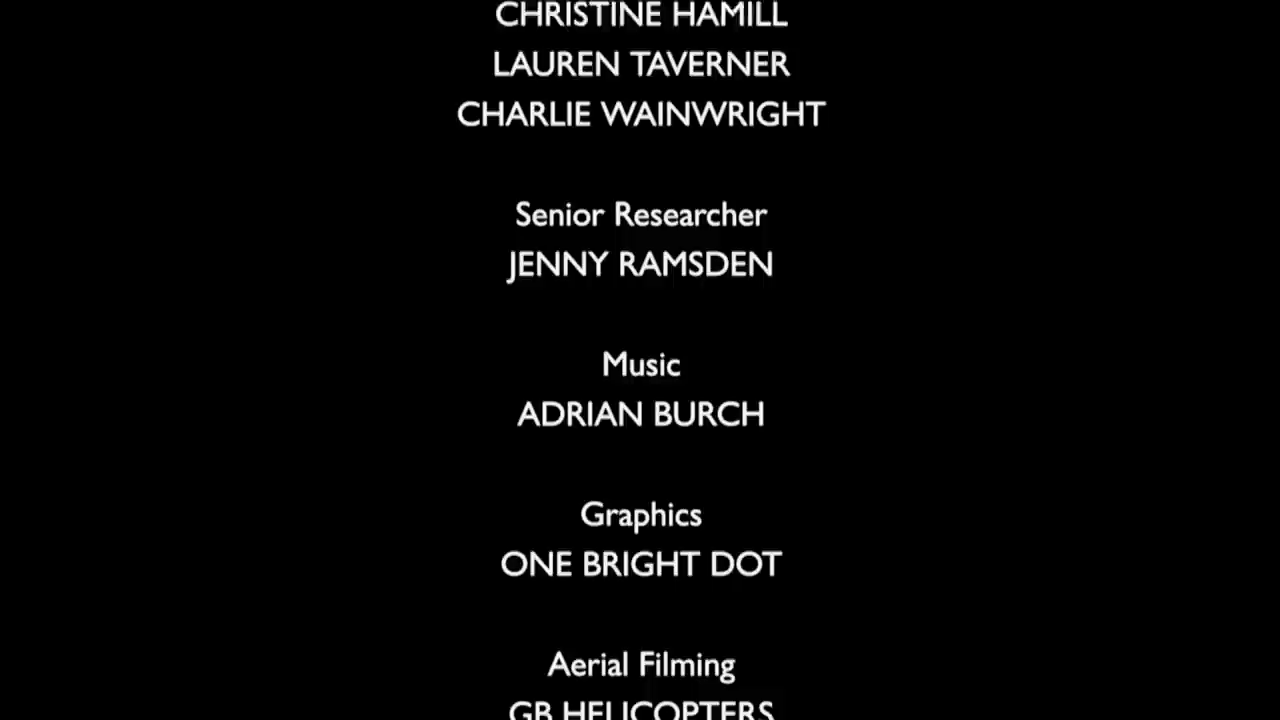 CHRISTINE HAMILL
LAUREN TAVERNER
CHARLIE WAINWRIGHT
Senior Researcher
JENNY RAMSDEN
Music
ADRIAN BURCH
Graphics
ONE BRIGHT DOT
Aerial Filming
GB HELICOPTERS